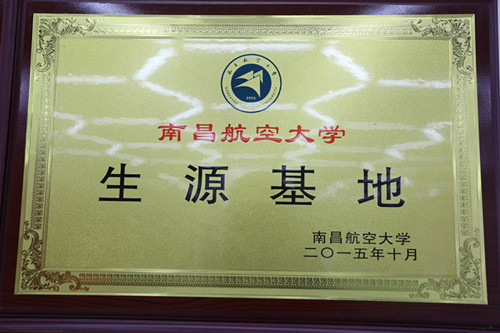 南昌航空大学
生源基地
南昌航空大学
二〇一五年十月